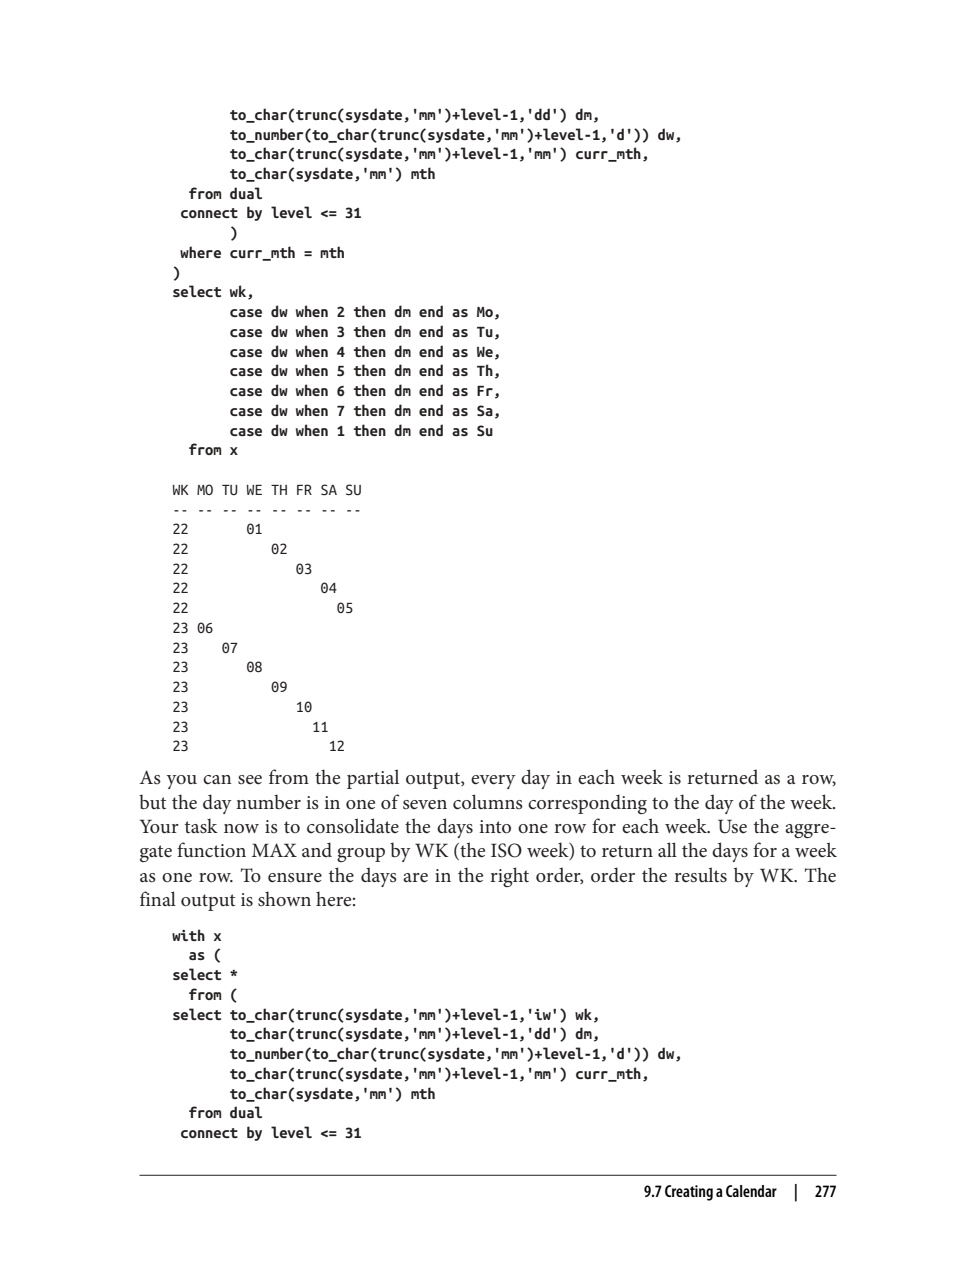 to_char(trunc(sysdate,'mm')+level-1,'dd') dm,
       to_number(to_char(trunc(sysdate,'mm')+level-1,'d')) dw,
       to_char(trunc(sysdate,'mm')+level-1,'mm') curr_mth,
       to_char(sysdate,'mm') mth
  from dual
 connect by level <= 31
       )
 where curr_mth = mth
)
select wk,
       case dw when 2 then dm end as Mo,
       case dw when 3 then dm end as Tu,
       case dw when 4 then dm end as We,
       case dw when 5 then dm end as Th,
       case dw when 6 then dm end as Fr,
       case dw when 7 then dm end as Sa,
       case dw when 1 then dm end as Su
  from x
WK MO TU WE TH FR SA SU
-- -- -- -- -- -- -- --
22       01
22          02
22             03
22                04
22                  05
23 06
23    07
23       08
23          09
23             10
23               11
23                 12
As you can see from the partial output, every day in each week is returned as a row,
but the day number is in one of seven columns corresponding to the day of the week.
Your task now is to consolidate the days into one row for each week. Use the aggre-
gate function MAX and group by WK (the ISO week) to return all the days for a week
as one row. To ensure the days are in the right order, order the results by WK. The
final output is shown here:
with x
  as (
select *
  from (
select to_char(trunc(sysdate,'mm')+level-1,'iw') wk,
       to_char(trunc(sysdate,'mm')+level-1,'dd') dm,
       to_number(to_char(trunc(sysdate,'mm')+level-1,'d')) dw,
       to_char(trunc(sysdate,'mm')+level-1,'mm') curr_mth,
       to_char(sysdate,'mm') mth
  from dual
 connect by level <= 31
9.7 Creating a Calendar | 277